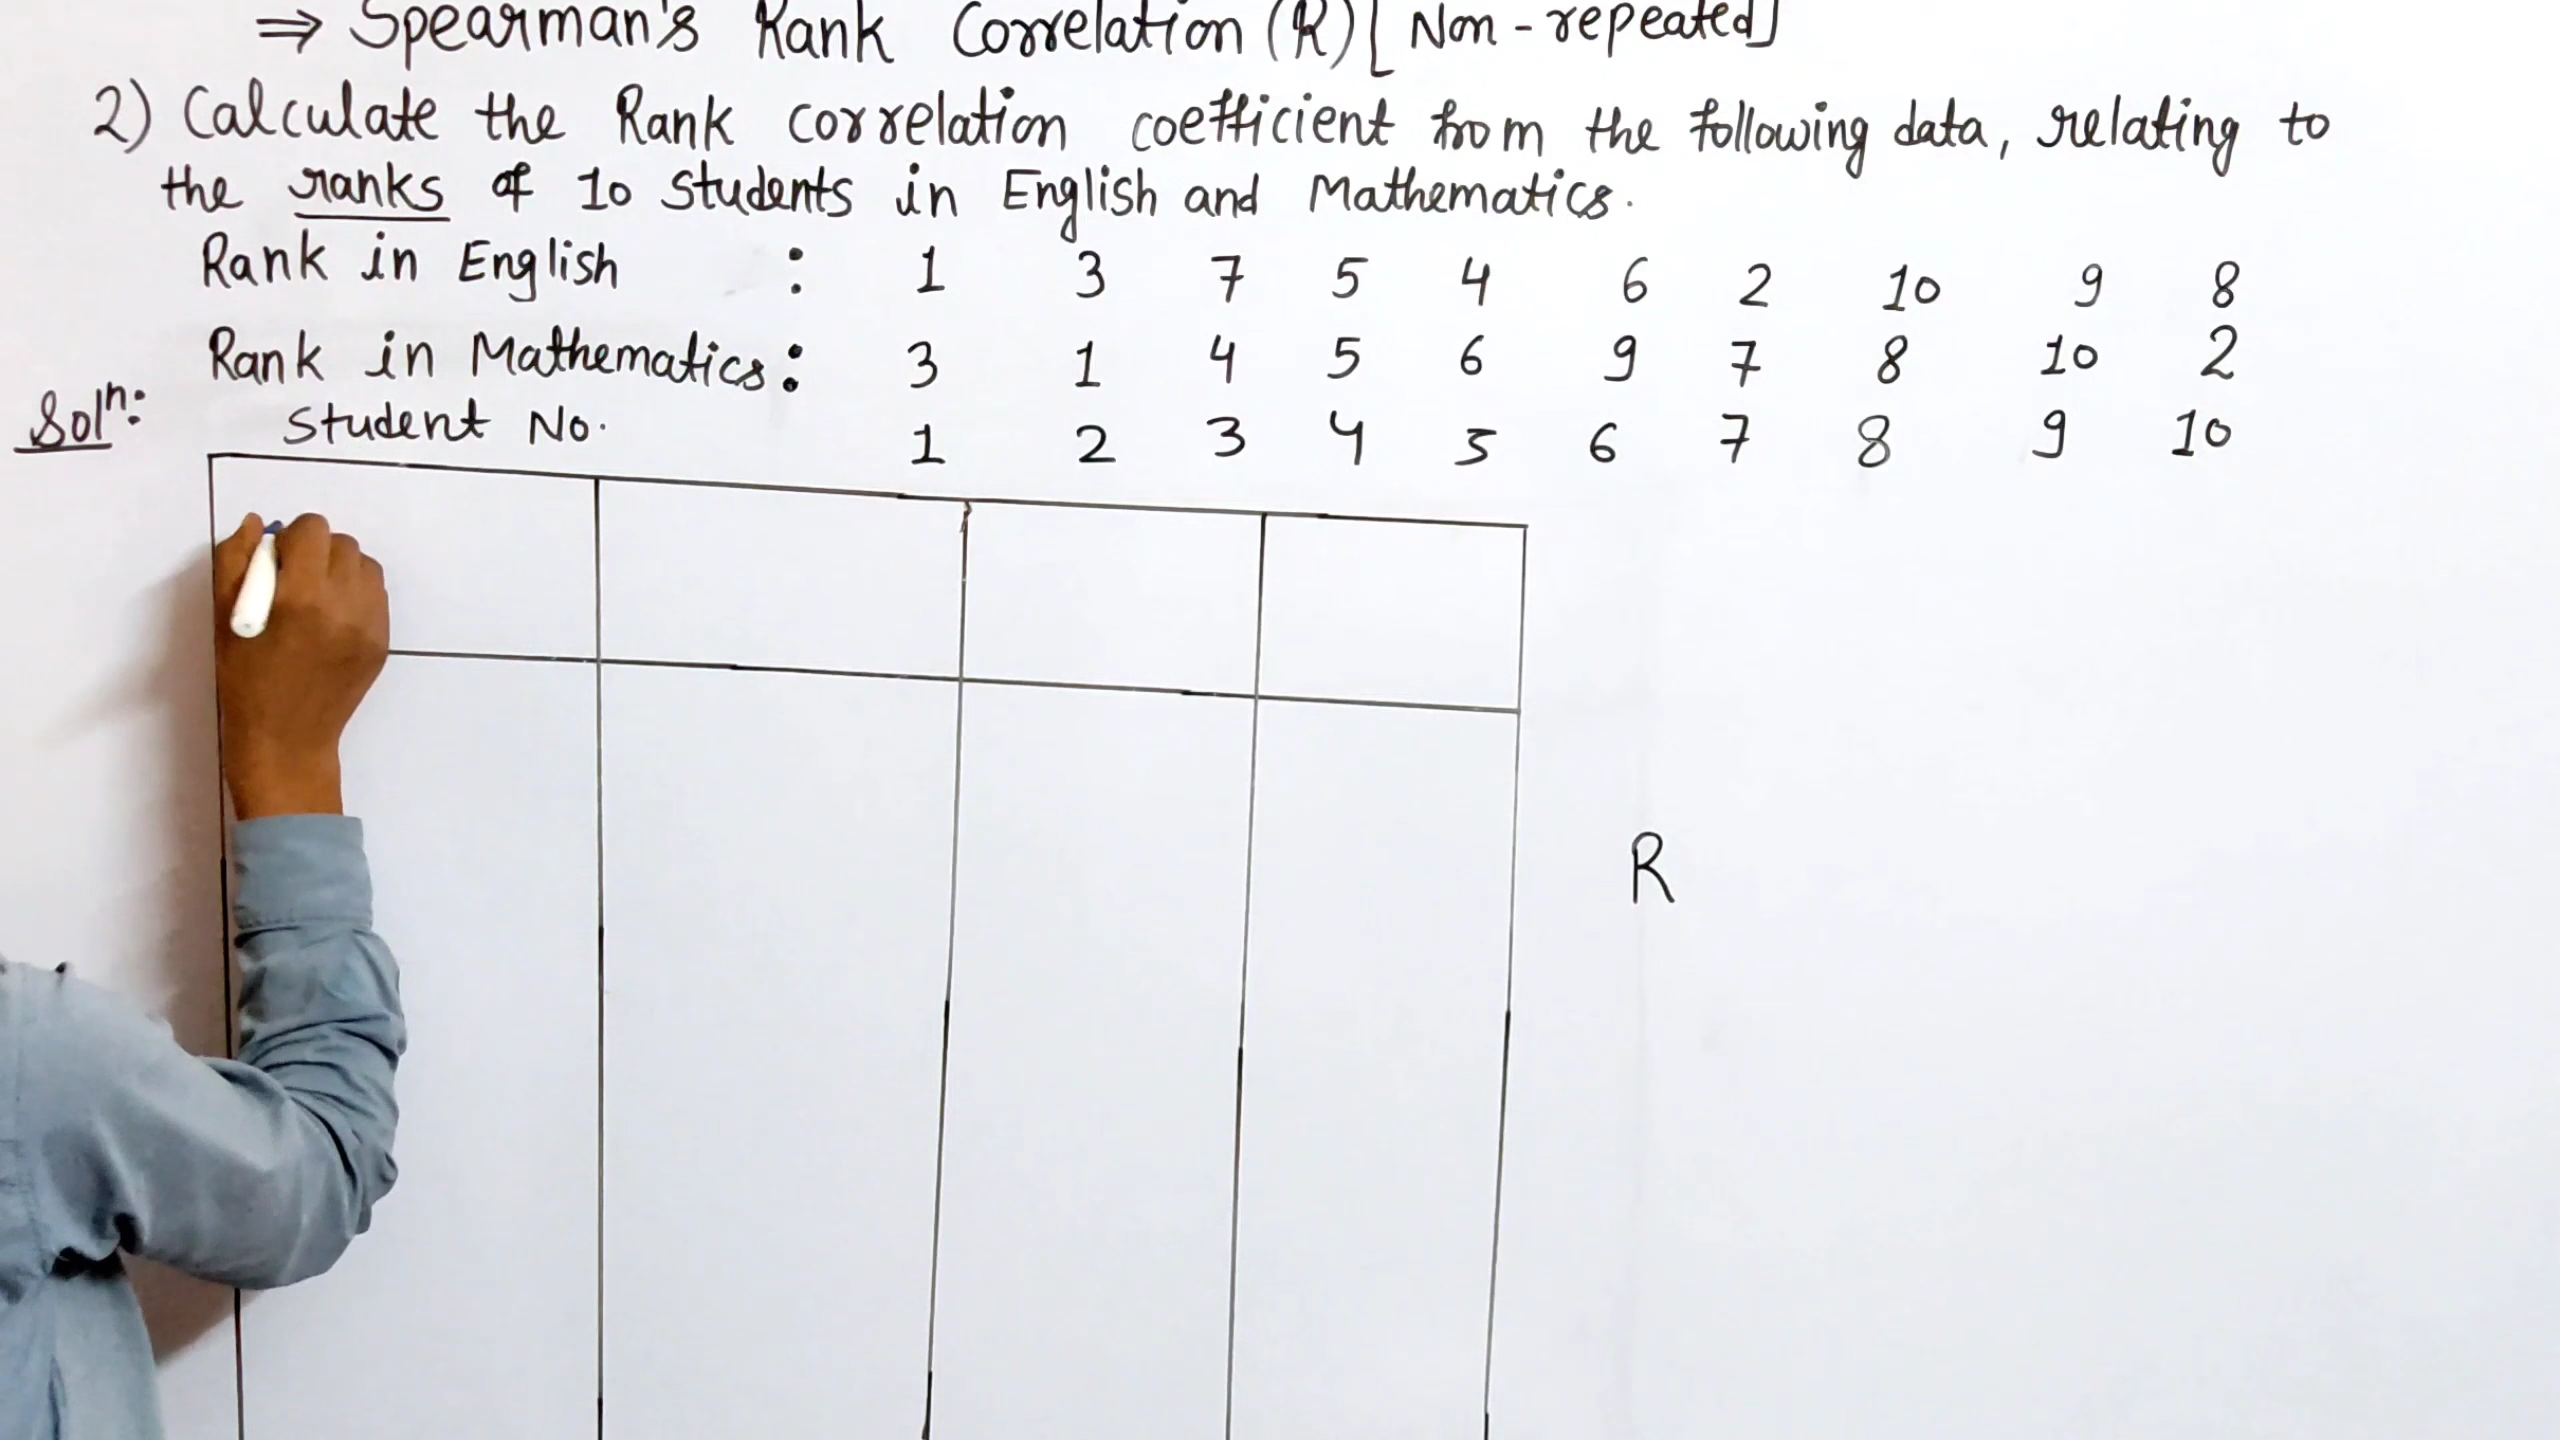 ⇒ Spearman's Rank Correlation (R) [Non-repeated]
2) Calculate the Rank correlation coefficient from the following data, relating to
the ranks of 10 students in English and Mathematics.
Rank in English : 1 3 7 5 4 6 2 10 9 8
Rank in Mathematics: 3 1 4 5 6 9 7 8 10 2
Soln: Student No. 1 2 3 4 5 6 7 8 9 10
R